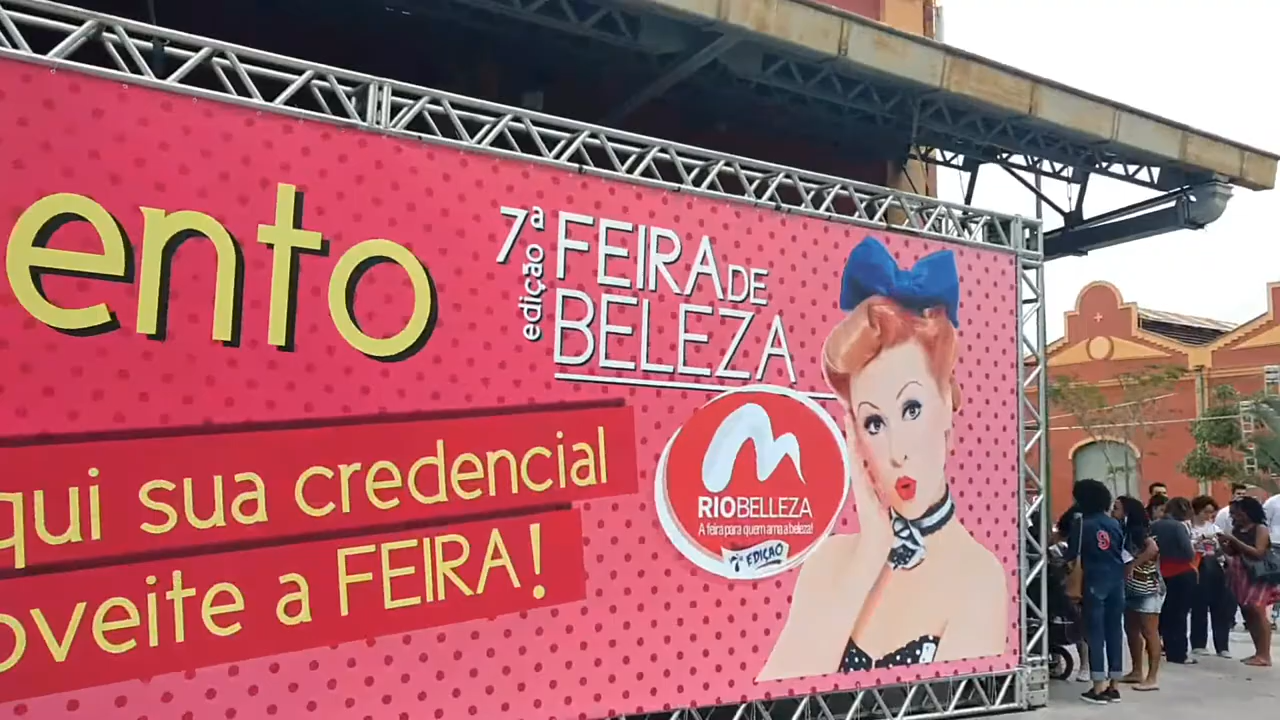 ento
qui sua credencial
oveite a FEIRA!
7ª edição
FEIRA DE
BELEZA
RIOBELLEZA
A feira para quem ama a beleza!
7ª EDIÇÃO
S